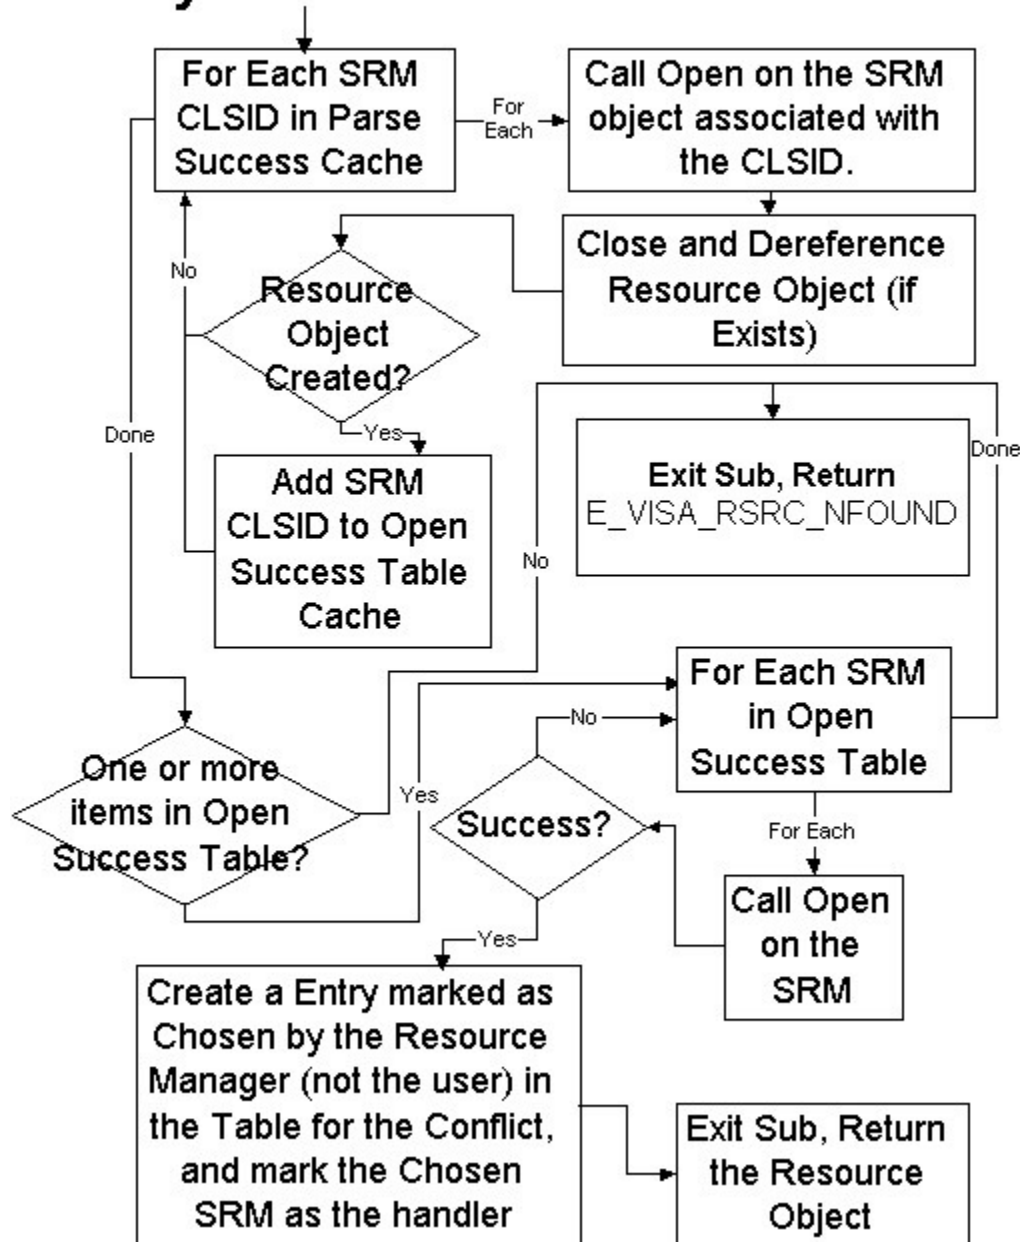 For Each SRM
CLSID in Parse
Success Cache
For
Each
Call Open on the SRM
object associated with
the CLSID.
Close and Dereference
Resource Object (if
Exists)
No
Resource
Object
Created?
Done
Yes
Add SRM
CLSID to Open
Success Table
Cache
Exit Sub, Return
E_VISA_RSRC_NFOUND
Done
No
For Each SRM
in Open
Success Table
No
One or more
items in Open
Success Table?
Yes
Success?
For Each
Call Open
on the
SRM
Yes
Create a Entry marked as
Chosen by the Resource
Manager (not the user) in
the Table for the Conflict,
and mark the Chosen
SRM as the handler
Exit Sub, Return
the Resource
Object